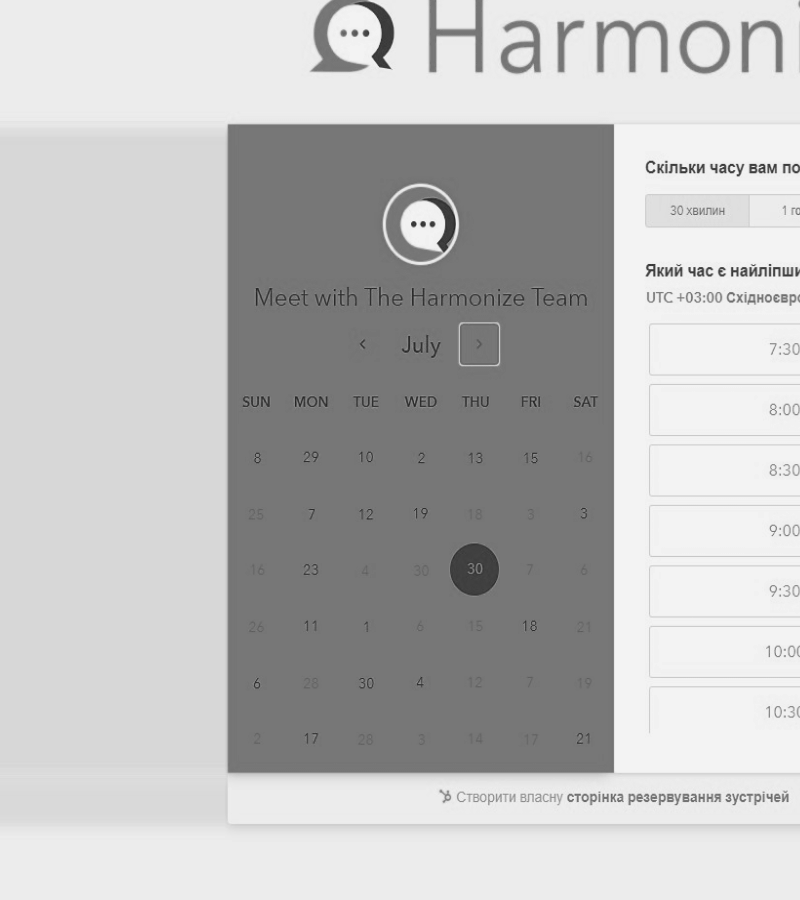 Harmoni
Meet with The Harmonize Team
July
SUN MON TUE WED THU FRI SAT
8 29 10 2 13 15 16
25 7 12 19 18 3 3
16 23 4 30 30 7 6
26 11 1 6 15 18 21
6 28 30 4 12 7 19
2 17 28 3 14 17 21
Скільки часу вам по
30 хвилин 1 го
Який час є найліпши
UTC +03:00 Східноєвро
7:30
8:00
8:30
9:00
9:30
10:00
10:30
Створити власну сторінка резервування зустрічей